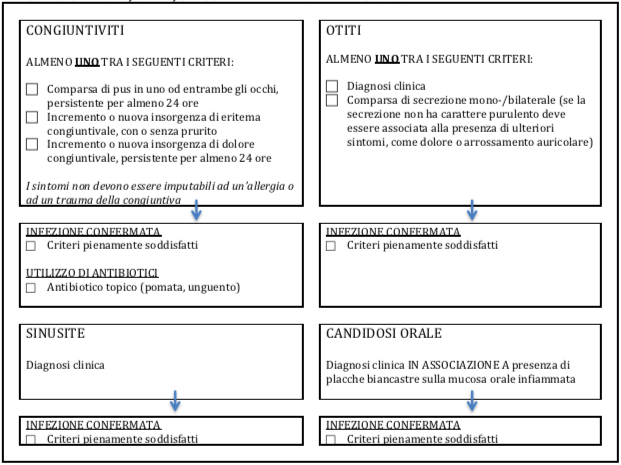 CONGIUNTIVITI
ALMENO UNO TRA I SEGUENTI CRITERI:
Comparsa di pus in uno od entrambe gli occhi,
persistente per almeno 24 ore
Incremento o nuova insorgenza di eritema
congiuntivale, con o senza prurito
Incremento o nuova insorgenza di dolore
congiuntivale, persistente per almeno 24 ore
I sintomi non devono essere imputabili ad un'allergia o
ad un trauma della congiuntiva
INFEZIONE CONFERMATA
Criteri pienamente soddisfatti
UTILIZZO DI ANTIBIOTICI
Antibiotico topico (pomata, unguento)
OTITI
ALMENO UNO TRA I SEGUENTI CRITERI:
Diagnosi clinica
Comparsa di secrezione mono-/bilaterale (se la
secrezione non ha carattere purulento deve
essere associata alla presenza di ulteriori
sintomi, come dolore o arrossamento auricolare)
INFEZIONE CONFERMATA
Criteri pienamente soddisfatti
SINUSITE
Diagnosi clinica
INFEZIONE CONFERMATA
Criteri pienamente soddisfatti
CANDIDOSI ORALE
Diagnosi clinica IN ASSOCIAZIONE A presenza di
placche biancastre sulla mucosa orale infiammata
INFEZIONE CONFERMATA
Criteri pienamente soddisfatti